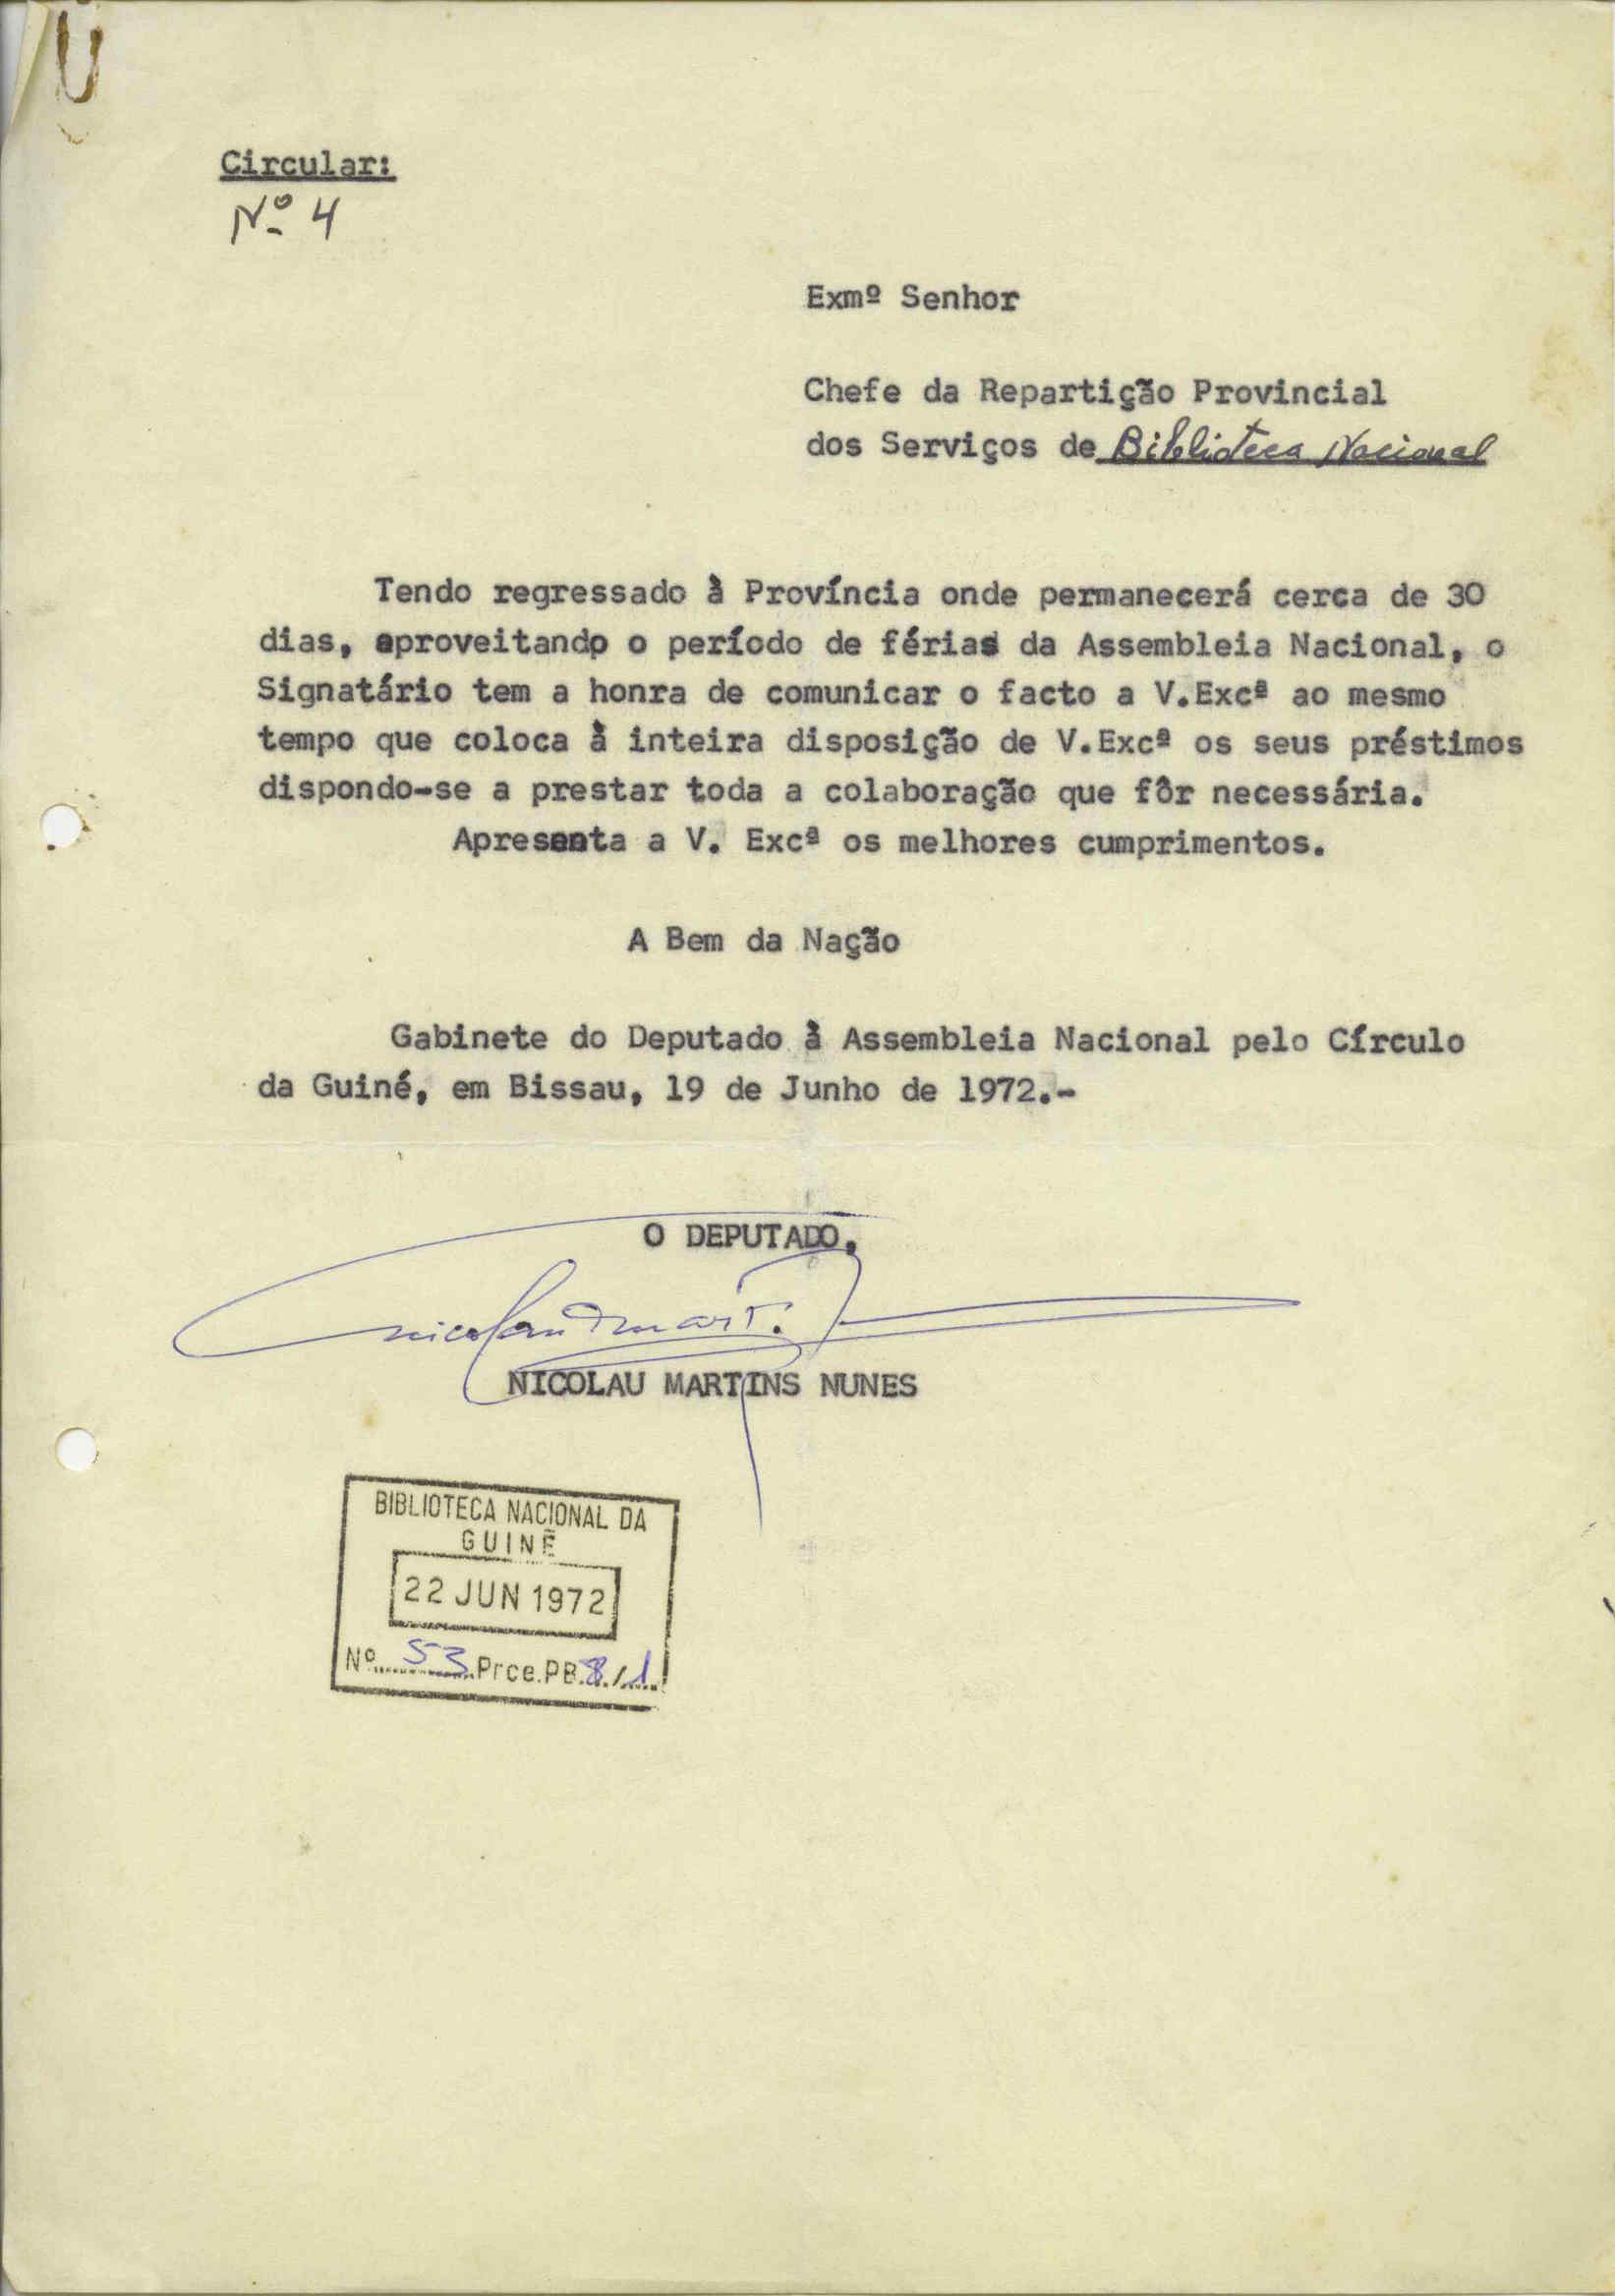 Circular:
Nº 4
Exmº Senhor
Chefe da Repartição Provincial
dos Serviços de Biblioteca Nacional
Tendo regressado à Província onde permanecerá cerca de 30
dias, aproveitando o período de férias da Assembleia Nacional, o
Signatário tem a honra de comunicar o facto a V.Excª ao mesmo
tempo que coloca à inteira disposição de V.Excª os seus préstimos
dispondo-se a prestar toda a colaboração que fôr necessária.
Apresenta a V. Excª os melhores cumprimentos.
A Bem da Nação
Gabinete do Deputado à Assembleia Nacional pelo Círculo
da Guiné, em Bissau, 19 de Junho de 1972.-
O DEPUTADO,
NICOLAU MARTINS NUNES
BIBLIOTECA NACIONAL DA
GUINÉ
22 JUN 1972
Nº 53 Prce.PB.8/1